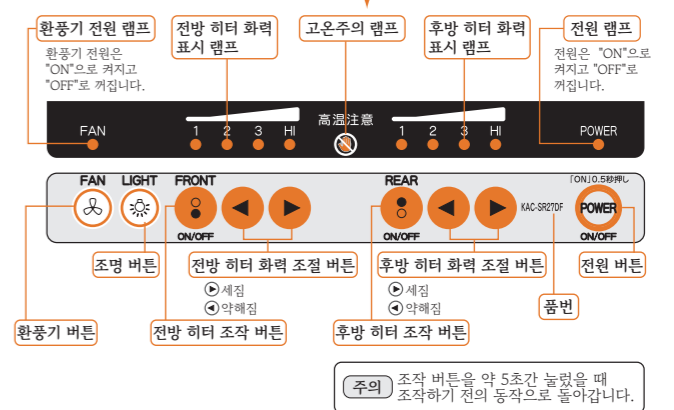 환풍기 전원 램프
전방 히터 화력
표시 램프
고온주의 램프
후방 히터 화력
표시 램프
전원 램프
환풍기 전원은
"ON"으로 켜지고
"OFF"로 꺼집니다.
전원은 "ON"으로
켜지고 "OFF"로
꺼집니다.
高温注意
FAN
1 2 3 HI
1 2 3 HI
POWER
FAN
LIGHT
FRONT
REAR
「ON」0.5秒押し
KAC-SR27DF
POWER
ON/OFF
ON/OFF
ON/OFF
조명 버튼
전방 히터 화력 조절 버튼
후방 히터 화력 조절 버튼
전원 버튼
세짐
약해짐
세짐
약해짐
품번
환풍기 버튼
전방 히터 조작 버튼
후방 히터 조작 버튼
주의
조작 버튼을 약 5초간 눌렀을 때
조작하기 전의 동작으로 돌아갑니다.